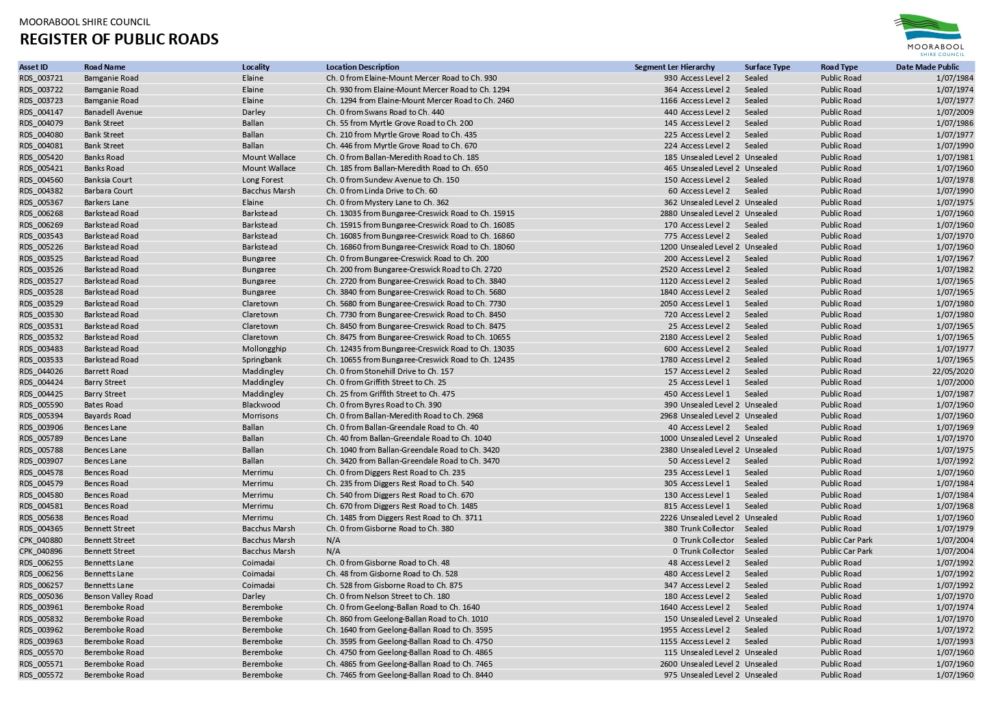 MOORABOOL SHIRE COUNCIL
REGISTER OF PUBLIC ROADS
MOORABOOL
SHIRE COUNCIL
Asset ID Road Name Locality Location Description Segment Len Hierarchy Surface Type Road Type Date Made Public
RDS_003721 Bamganie Road Elaine Ch. 0 from Elaine-Mount Mercer Road to Ch. 930 930 Access Level 2 Sealed Public Road 1/07/1984
RDS_003722 Bamganie Road Elaine Ch. 930 from Elaine-Mount Mercer Road to Ch. 1294 364 Access Level 2 Sealed Public Road 1/07/1974
RDS_003723 Bamganie Road Elaine Ch. 1294 from Elaine-Mount Mercer Road to Ch. 2460 1166 Access Level 2 Sealed Public Road 1/07/1977
RDS_004147 Banadell Avenue Darley Ch. 0 from Swans Road to Ch. 440 440 Access Level 2 Sealed Public Road 1/07/2009
RDS_004079 Bank Street Ballan Ch. 55 from Myrtle Grove Road to Ch. 200 145 Access Level 2 Sealed Public Road 1/07/1986
RDS_004080 Bank Street Ballan Ch. 210 from Myrtle Grove Road to Ch. 435 225 Access Level 2 Sealed Public Road 1/07/1977
RDS_004081 Bank Street Ballan Ch. 446 from Myrtle Grove Road to Ch. 670 224 Access Level 2 Sealed Public Road 1/07/1990
RDS_005420 Banks Road Mount Wallace Ch. 0 from Ballan-Meredith Road to Ch. 185 185 Unsealed Level 2 Unsealed Public Road 1/07/1981
RDS_005421 Banks Road Mount Wallace Ch. 185 from Ballan-Meredith Road to Ch. 650 465 Unsealed Level 2 Unsealed Public Road 1/07/1960
RDS_004560 Banksia Court Long Forest Ch. 0 from Sundew Avenue to Ch. 150 150 Access Level 2 Sealed Public Road 1/07/1978
RDS_004382 Barbara Court Bacchus Marsh Ch. 0 from Linda Drive to Ch. 60 60 Access Level 2 Sealed Public Road 1/07/1990
RDS_005367 Barkers Lane Elaine Ch. 0 from Mystery Lane to Ch. 362 362 Unsealed Level 2 Unsealed Public Road 1/07/1975
RDS_006268 Barkstead Road Barkstead Ch. 13035 from Bungaree-Creswick Road to Ch. 15915 2880 Unsealed Level 2 Unsealed Public Road 1/07/1960
RDS_006269 Barkstead Road Barkstead Ch. 15915 from Bungaree-Creswick Road to Ch. 16085 170 Access Level 2 Sealed Public Road 1/07/1960
RDS_003543 Barkstead Road Barkstead Ch. 16085 from Bungaree-Creswick Road to Ch. 16860 775 Access Level 2 Sealed Public Road 1/07/1970
RDS_005226 Barkstead Road Barkstead Ch. 16860 from Bungaree-Creswick Road to Ch. 18060 1200 Unsealed Level 2 Unsealed Public Road 1/07/1960
RDS_003525 Barkstead Road Bungaree Ch. 0 from Bungaree-Creswick Road to Ch. 200 200 Access Level 2 Sealed Public Road 1/07/1967
RDS_003526 Barkstead Road Bungaree Ch. 200 from Bungaree-Creswick Road to Ch. 2720 2520 Access Level 2 Sealed Public Road 1/07/1982
RDS_003527 Barkstead Road Bungaree Ch. 2720 from Bungaree-Creswick Road to Ch. 3840 1120 Access Level 2 Sealed Public Road 1/07/1965
RDS_003528 Barkstead Road Bungaree Ch. 3840 from Bungaree-Creswick Road to Ch. 5680 1840 Access Level 2 Sealed Public Road 1/07/1965
RDS_003529 Barkstead Road Claretown Ch. 5680 from Bungaree-Creswick Road to Ch. 7730 2050 Access Level 1 Sealed Public Road 1/07/1980
RDS_003530 Barkstead Road Claretown Ch. 7730 from Bungaree-Creswick Road to Ch. 8450 720 Access Level 2 Sealed Public Road 1/07/1980
RDS_003531 Barkstead Road Claretown Ch. 8450 from Bungaree-Creswick Road to Ch. 8475 25 Access Level 2 Sealed Public Road 1/07/1965
RDS_003532 Barkstead Road Claretown Ch. 8475 from Bungaree-Creswick Road to Ch. 10655 2180 Access Level 2 Sealed Public Road 1/07/1965
RDS_003483 Barkstead Road Mollongghip Ch. 12435 from Bungaree-Creswick Road to Ch. 13035 600 Access Level 2 Sealed Public Road 1/07/1977
RDS_003533 Barkstead Road Springbank Ch. 10655 from Bungaree-Creswick Road to Ch. 12435 1780 Access Level 2 Sealed Public Road 1/07/1965
RDS_044026 Barrett Road Maddingley Ch. 0 from Stonehill Drive to Ch. 157 157 Access Level 2 Sealed Public Road 22/05/2020
RDS_004424 Barry Street Maddingley Ch. 0 from Griffith Street to Ch. 25 25 Access Level 1 Sealed Public Road 1/07/2000
RDS_004425 Barry Street Maddingley Ch. 25 from Griffith Street to Ch. 475 450 Access Level 1 Sealed Public Road 1/07/1987
RDS_005590 Bates Road Blackwood Ch. 0 from Byres Road to Ch. 390 390 Unsealed Level 2 Unsealed Public Road 1/07/1960
RDS_005394 Bayards Road Morrisons Ch. 0 from Ballan-Meredith Road to Ch. 2968 2968 Unsealed Level 2 Unsealed Public Road 1/07/1960
RDS_003906 Bences Lane Ballan Ch. 0 from Ballan-Greendale Road to Ch. 40 40 Access Level 2 Sealed Public Road 1/07/1969
RDS_005789 Bences Lane Ballan Ch. 40 from Ballan-Greendale Road to Ch. 1040 1000 Unsealed Level 2 Unsealed Public Road 1/07/1970
RDS_005788 Bences Lane Ballan Ch. 1040 from Ballan-Greendale Road to Ch. 3420 2380 Unsealed Level 2 Unsealed Public Road 1/07/1975
RDS_003907 Bences Lane Ballan Ch. 3420 from Ballan-Greendale Road to Ch. 3470 50 Access Level 2 Sealed Public Road 1/07/1992
RDS_004578 Bences Road Merrimu Ch. 0 from Diggers Rest Road to Ch. 235 235 Access Level 1 Sealed Public Road 1/07/1960
RDS_004579 Bences Road Merrimu Ch. 235 from Diggers Rest Road to Ch. 540 305 Access Level 1 Sealed Public Road 1/07/1984
RDS_004580 Bences Road Merrimu Ch. 540 from Diggers Rest Road to Ch. 670 130 Access Level 1 Sealed Public Road 1/07/1984
RDS_004581 Bences Road Merrimu Ch. 670 from Diggers Rest Road to Ch. 1485 815 Access Level 1 Sealed Public Road 1/07/1968
RDS_005638 Bences Road Merrimu Ch. 1485 from Diggers Rest Road to Ch. 3711 2226 Unsealed Level 2 Unsealed Public Road 1/07/1960
RDS_004365 Bennett Street Bacchus Marsh Ch. 0 from Gisborne Road to Ch. 380 380 Trunk Collector Sealed Public Road 1/07/1979
CPK_040880 Bennett Street Bacchus Marsh N/A 0 Trunk Collector Sealed Public Car Park 1/07/2004
CPK_040896 Bennett Street Bacchus Marsh N/A 0 Trunk Collector Sealed Public Car Park 1/07/2004
RDS_006255 Bennetts Lane Coimadai Ch. 0 from Gisborne Road to Ch. 48 48 Access Level 2 Sealed Public Road 1/07/1992
RDS_006256 Bennetts Lane Coimadai Ch. 48 from Gisborne Road to Ch. 528 480 Access Level 2 Sealed Public Road 1/07/1992
RDS_006257 Bennetts Lane Coimadai Ch. 528 from Gisborne Road to Ch. 875 347 Access Level 2 Sealed Public Road 1/07/1992
RDS_005036 Benson Valley Road Darley Ch. 0 from Nelson Street to Ch. 180 180 Access Level 2 Sealed Public Road 1/07/1970
RDS_003961 Beremboke Road Beremboke Ch. 0 from Geelong-Ballan Road to Ch. 1640 1640 Access Level 2 Sealed Public Road 1/07/1974
RDS_005832 Beremboke Road Beremboke Ch. 860 from Geelong-Ballan Road to Ch. 1010 150 Unsealed Level 2 Unsealed Public Road 1/07/1970
RDS_003962 Beremboke Road Beremboke Ch. 1640 from Geelong-Ballan Road to Ch. 3595 1955 Access Level 2 Sealed Public Road 1/07/1972
RDS_003963 Beremboke Road Beremboke Ch. 3595 from Geelong-Ballan Road to Ch. 4750 1155 Access Level 2 Sealed Public Road 1/07/1993
RDS_005570 Beremboke Road Beremboke Ch. 4750 from Geelong-Ballan Road to Ch. 4865 115 Unsealed Level 2 Unsealed Public Road 1/07/1960
RDS_005571 Beremboke Road Beremboke Ch. 4865 from Geelong-Ballan Road to Ch. 7465 2600 Unsealed Level 2 Unsealed Public Road 1/07/1960
RDS_005572 Beremboke Road Beremboke Ch. 7465 from Geelong-Ballan Road to Ch. 8440 975 Unsealed Level 2 Unsealed Public Road 1/07/1960